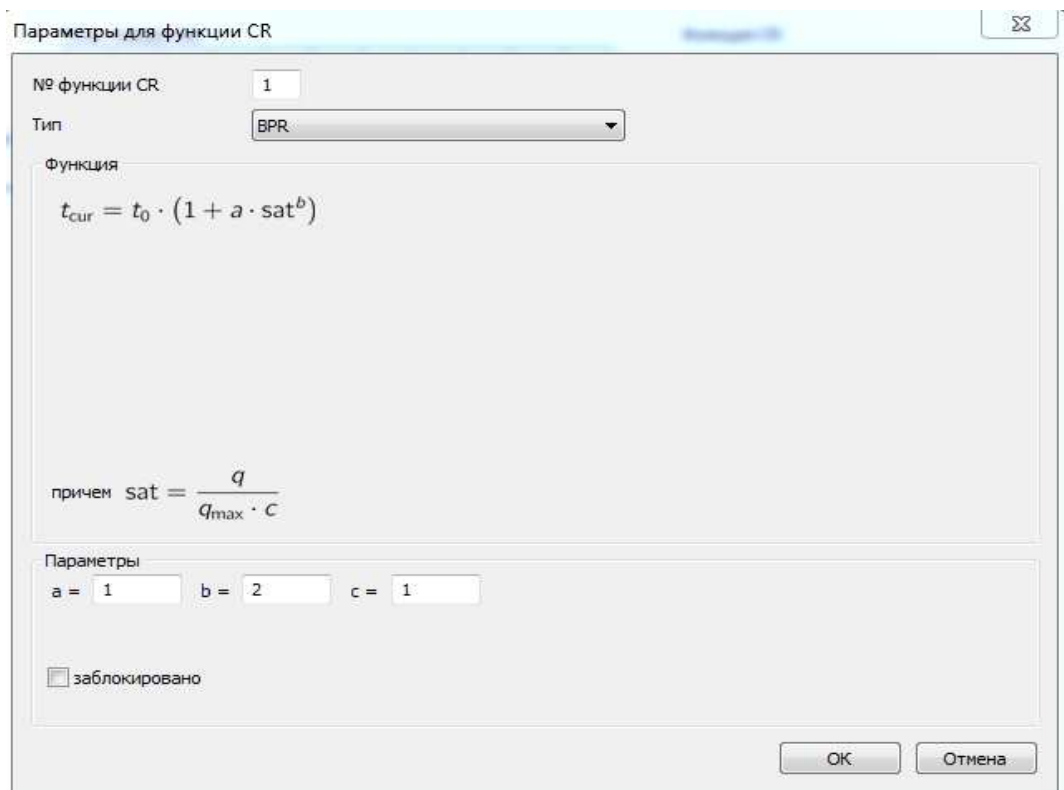 Параметры для функции CR
№ функции CR 1
Тип BPR
Функция
t_cur = t_0 · (1 + a · sat^b)
причем sat = q / (q_max · c)
Параметры
a = 1 b = 2 c = 1
заблокировано
OK Отмена